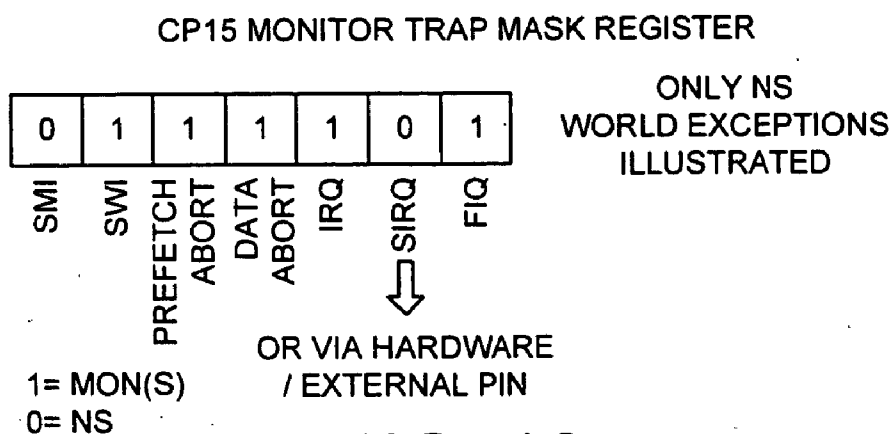 CP15 MONITOR TRAP MASK REGISTER
ONLY NS
WORLD EXCEPTIONS
ILLUSTRATED
0 1 1 1 1 0 1
SMI
SWI
PREFETCH
ABORT
DATA
ABORT
IRQ
SIRQ
FIQ
OR VIA HARDWARE
/ EXTERNAL PIN
1= MON(S)
0= NS